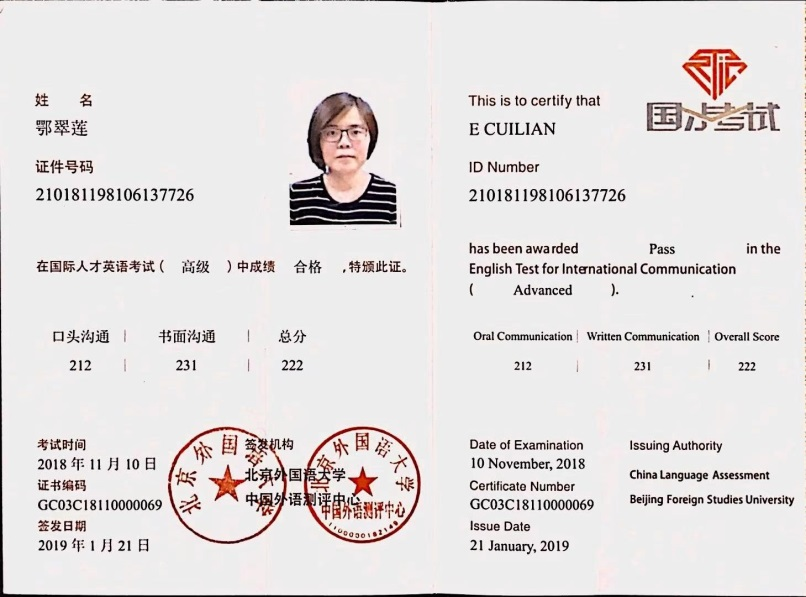 姓 名
鄂翠莲
证件号码
210181198106137726
在国际人才英语考试（ 高级 ）中成绩 合格 ，特颁此证。
口头沟通 | 书面沟通 | 总分
212 | 231 | 222
考试时间
2018 年 11 月 10 日
证书编码
GC03C18110000069
签发日期
2019 年 1 月 21 日
签发机构
北京外国语大学
中国外语测评中心
北京外国语大学
北京外国语大学
中国外语测评中心
1100000162149
国才考试
This is to certify that
E CUILIAN
ID Number
210181198106137726
has been awarded Pass in the
English Test for International Communication
( Advanced ).
Oral Communication | Written Communication | Overall Score
212 | 231 | 222
Date of Examination
10 November, 2018
Certificate Number
GC03C18110000069
Issue Date
21 January, 2019
Issuing Authority
China Language Assessment
Beijing Foreign Studies University